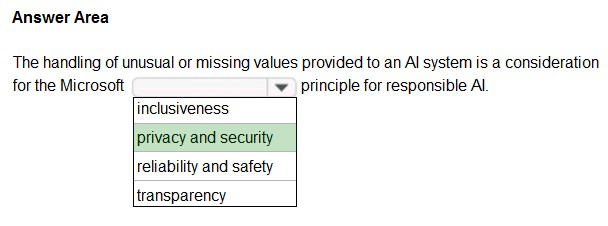 Answer Area
The handling of unusual or missing values provided to an AI system is a consideration
for the Microsoft principle for responsible AI.
inclusiveness
privacy and security
reliability and safety
transparency